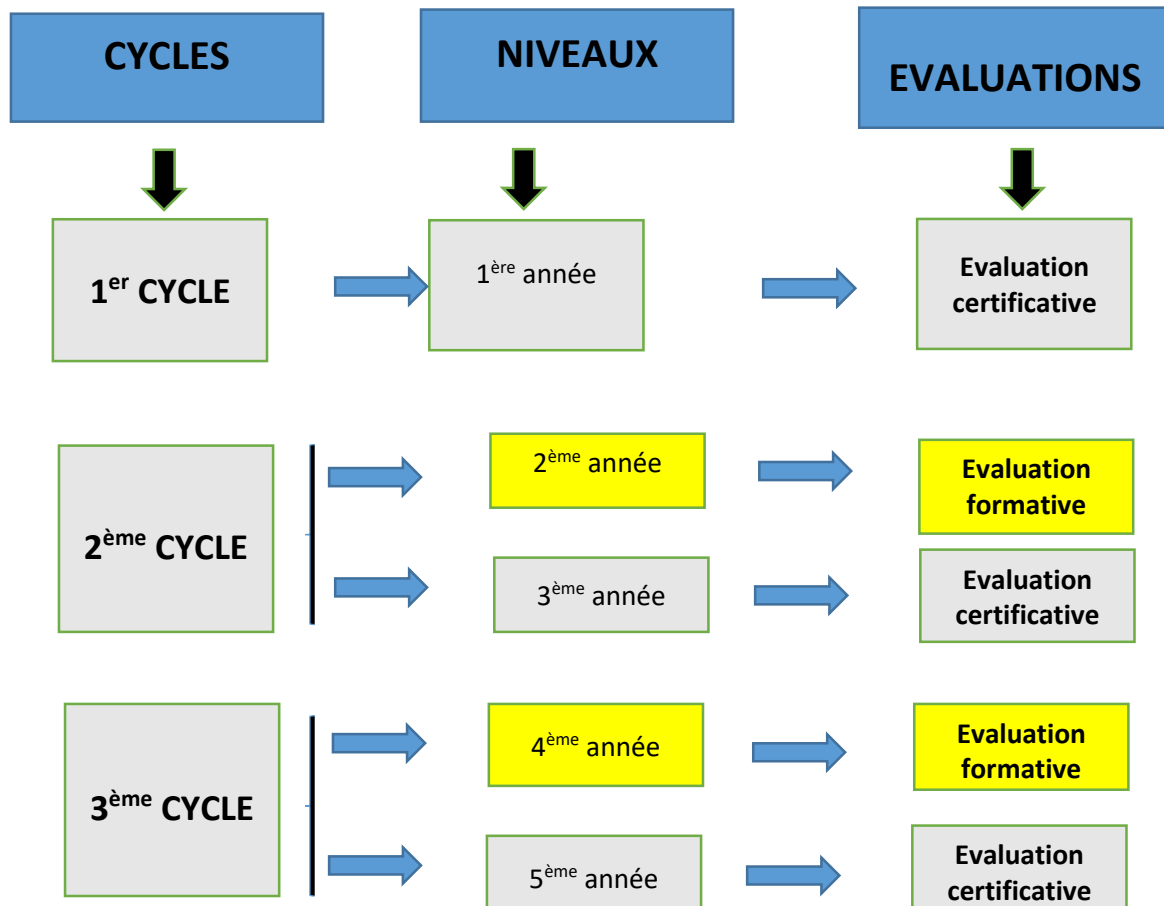 CYCLES
NIVEAUX
EVALUATIONS
1er CYCLE
1ère année
Evaluation
certificative
2ème CYCLE
2ème année
Evaluation
formative
3ème année
Evaluation
certificative
3ème CYCLE
4ème année
Evaluation
formative
5ème année
Evaluation
certificative